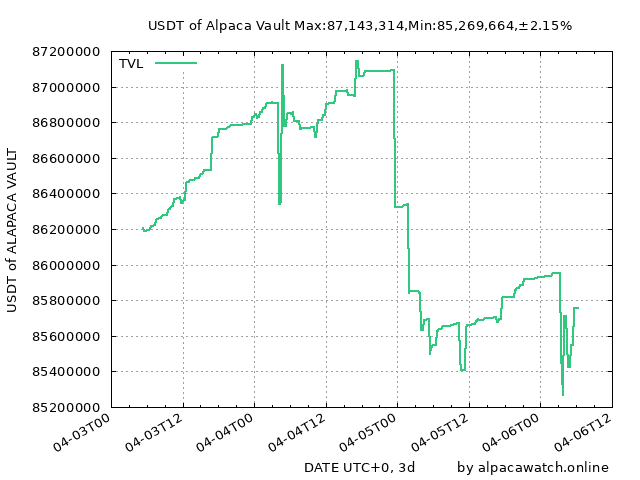 USDT of Alpaca Vault Max:87,143,314,Min:85,269,664,±2.15%
TVL
USDT of ALAPACA VAULT
87200000
87000000
86800000
86600000
86400000
86200000
86000000
85800000
85600000
85400000
85200000
04-03T00
04-03T12
04-04T00
04-04T12
04-05T00
04-05T12
04-06T00
04-06T12
DATE UTC+0, 3d
by alpacawatch.online